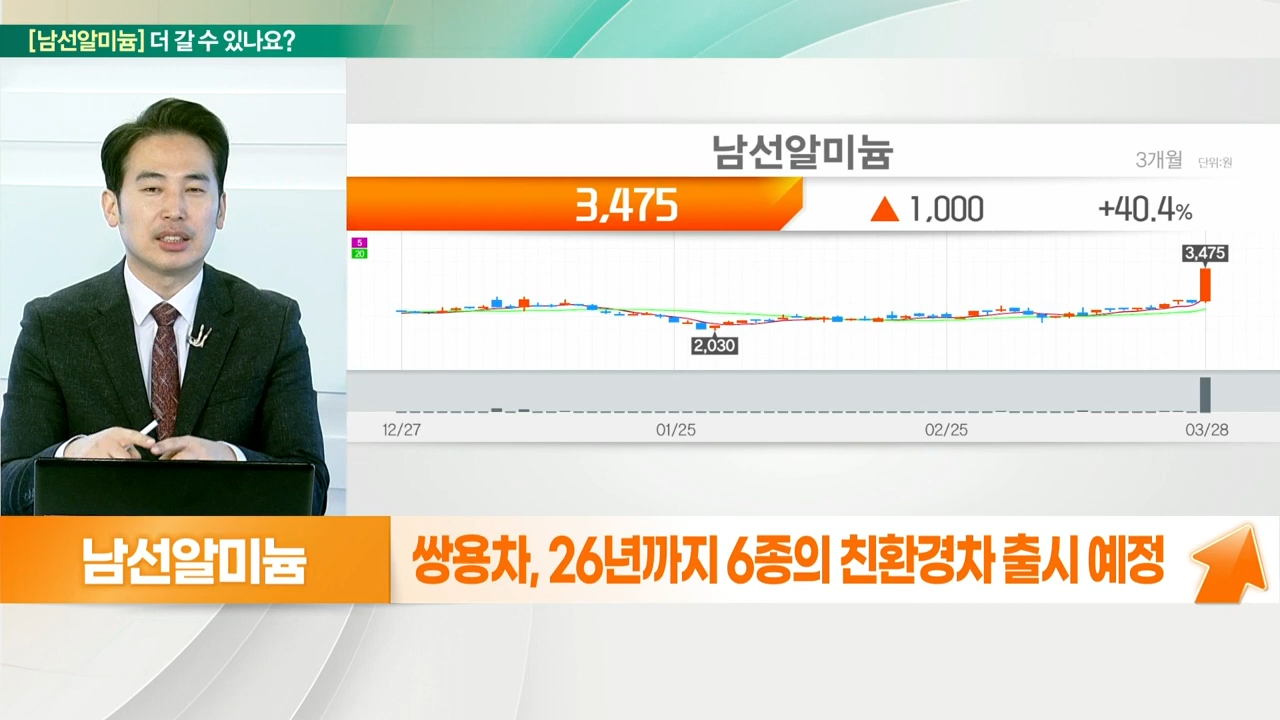 [남선알미늄] 더 갈 수 있나요?
남선알미늄
3개월 단위:원
3,475 ▲ 1,000 +40.4%
5
20
3,475
2,030
12/27 01/25 02/25 03/28
남선알미늄
쌍용차, 26년까지 6종의 친환경차 출시 예정